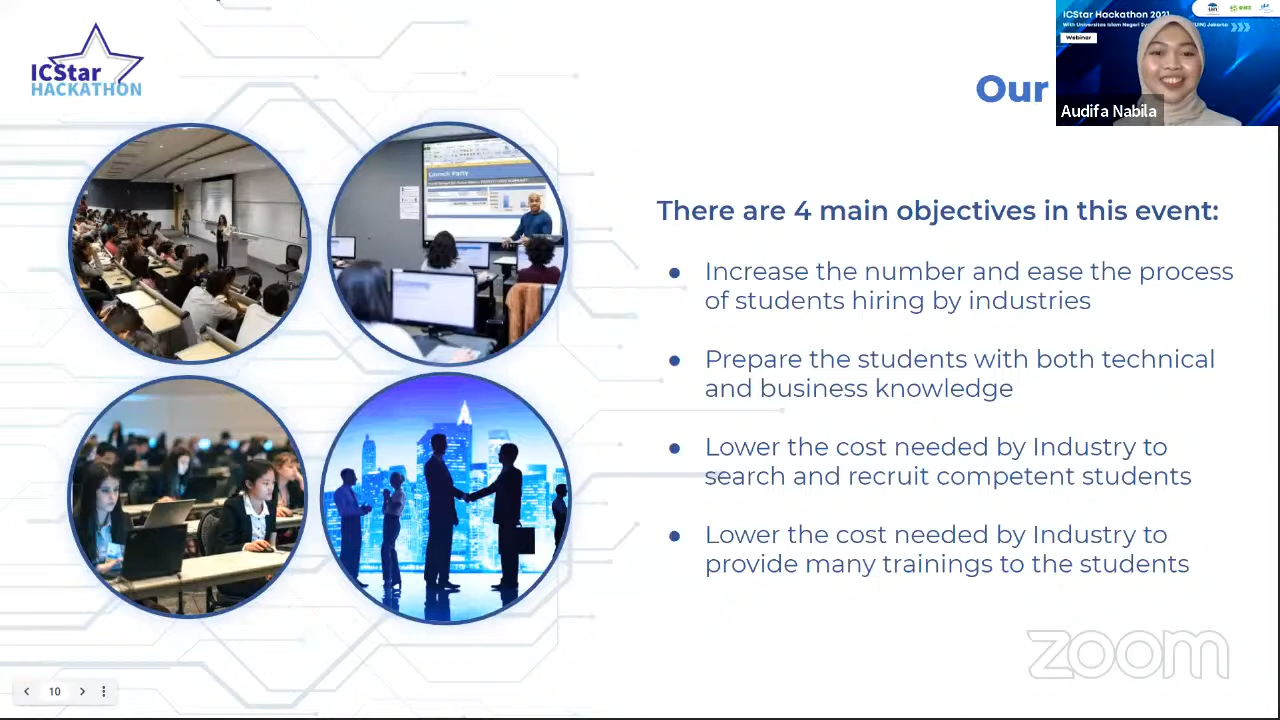 ICStar
HACKATHON
Our
ICStar Hackathon 2021
Webinar
Audifa Nabila
Launch Party
There are 4 main objectives in this event:
● Increase the number and ease the process
of students hiring by industries
● Prepare the students with both technical
and business knowledge
● Lower the cost needed by Industry to
search and recruit competent students
● Lower the cost needed by Industry to
provide many trainings to the students
zoom
10